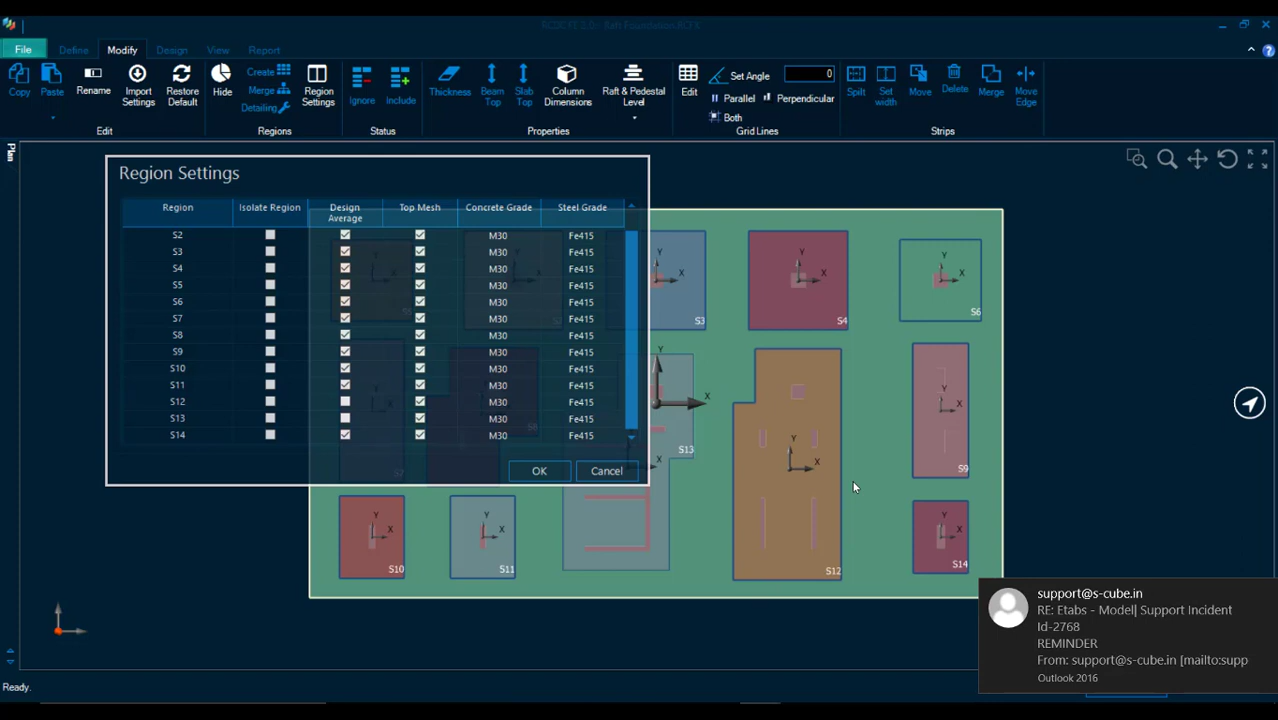 RCDCFX 2.0 - Raft Foundation.RCFX
File Define Modify Design View Report
Copy Paste Rename Import Settings Restore Default
Edit
Hide Create Merge Detailing Region Settings
Regions
Ignore Include
Status
Thickness Beam Top Slab Top Column Dimensions Raft & Pedestal Level
Properties
Edit Set Angle 0
Parallel Perpendicular
Both
Grid Lines
Split Set width Move Delete Merge Move Edge
Strips
Plan
Region Settings
Region Isolate Region Design Average Top Mesh Concrete Grade Steel Grade
S2 M30 Fe415
S3 M30 Fe415
S4 M30 Fe415
S5 M30 Fe415
S6 M30 Fe415
S7 M30 Fe415
S8 M30 Fe415
S9 M30 Fe415
S10 M30 Fe415
S11 M30 Fe415
S12 M30 Fe415
S13 M30 Fe415
S14 M30 Fe415
OK Cancel
Y X S3
Y X S4
Y X S6
Y X S13
X
Y X S12
Y X S9
Y X S10
Y X S11
Y X S14
support@s-cube.in
RE: Etabs - Model| Support Incident
Id-2768
REMINDER
From: support@s-cube.in [mailto:supp
Outlook 2016
Ready.